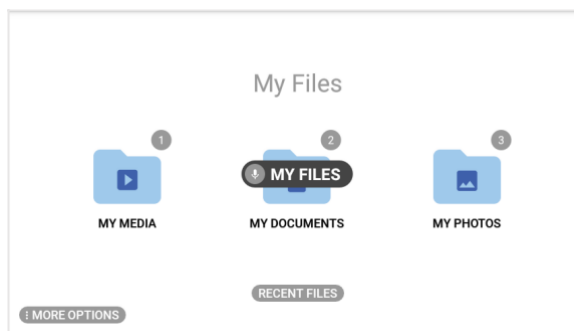 My Files
1 2 3
MY FILES
MY MEDIA MY DOCUMENTS MY PHOTOS
RECENT FILES
MORE OPTIONS